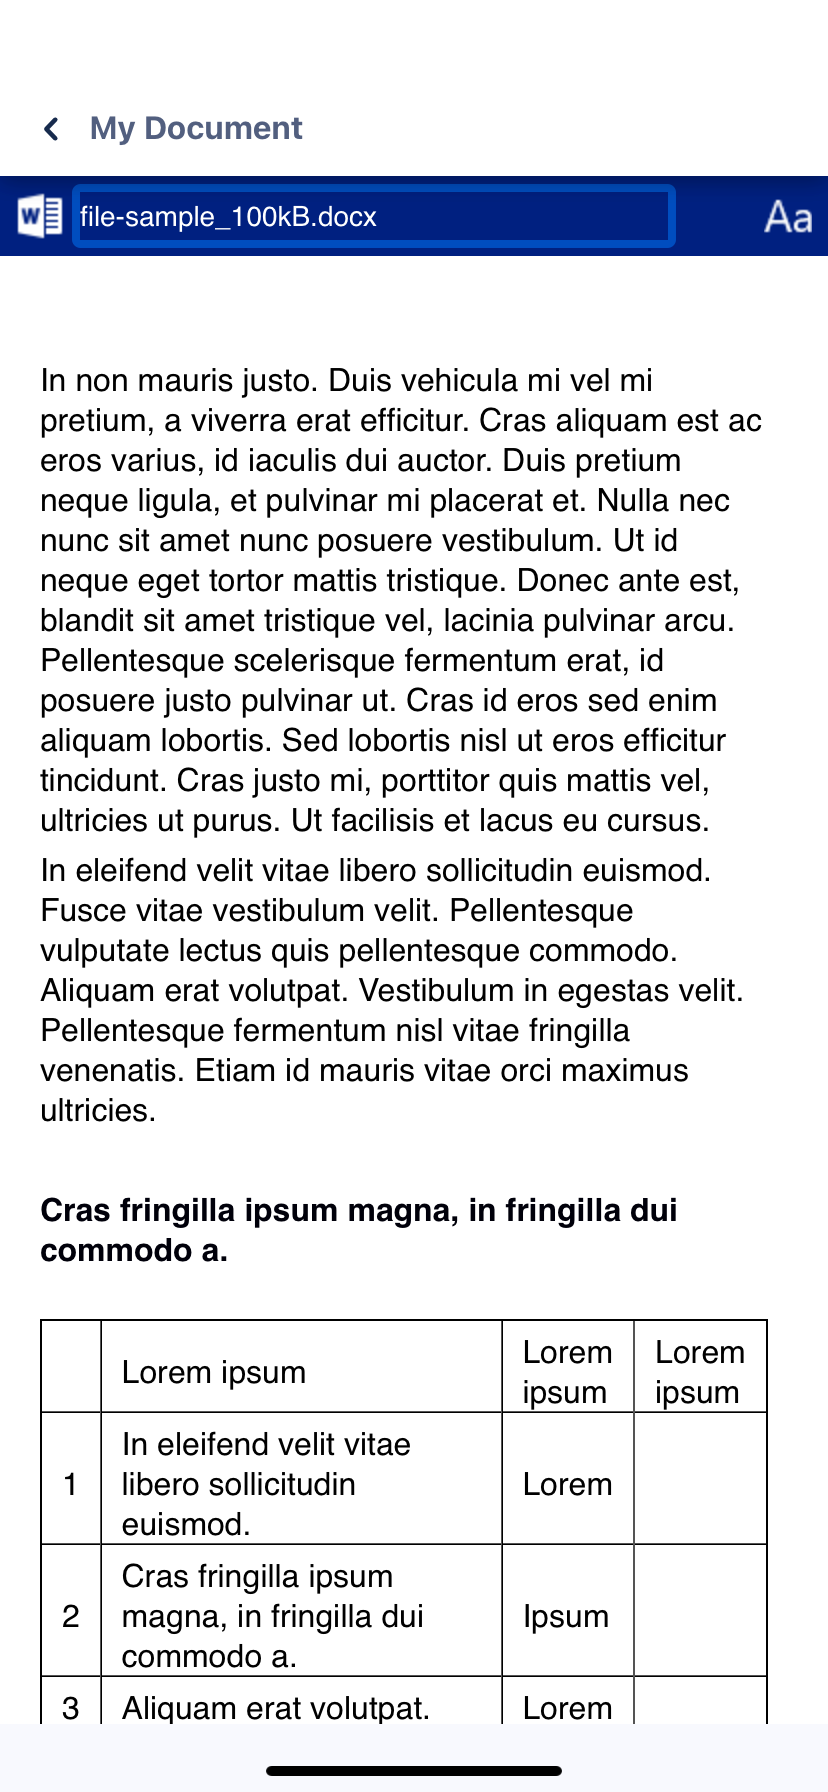 My Document
W file-sample_100kB.docx Aa
In non mauris justo. Duis vehicula mi vel mi
pretium, a viverra erat efficitur. Cras aliquam est ac
eros varius, id iaculis dui auctor. Duis pretium
neque ligula, et pulvinar mi placerat et. Nulla nec
nunc sit amet nunc posuere vestibulum. Ut id
neque eget tortor mattis tristique. Donec ante est,
blandit sit amet tristique vel, lacinia pulvinar arcu.
Pellentesque scelerisque fermentum erat, id
posuere justo pulvinar ut. Cras id eros sed enim
aliquam lobortis. Sed lobortis nisl ut eros efficitur
tincidunt. Cras justo mi, porttitor quis mattis vel,
ultricies ut purus. Ut facilisis et lacus eu cursus.
In eleifend velit vitae libero sollicitudin euismod.
Fusce vitae vestibulum velit. Pellentesque
vulputate lectus quis pellentesque commodo.
Aliquam erat volutpat. Vestibulum in egestas velit.
Pellentesque fermentum nisl vitae fringilla
venenatis. Etiam id mauris vitae orci maximus
ultricies.
Cras fringilla ipsum magna, in fringilla dui
commodo a.
Lorem ipsum
Lorem
ipsum
Lorem
ipsum
1
In eleifend velit vitae
libero sollicitudin
euismod.
Lorem
2
Cras fringilla ipsum
magna, in fringilla dui
commodo a.
Ipsum
3
Aliquam erat volutpat.
Lorem